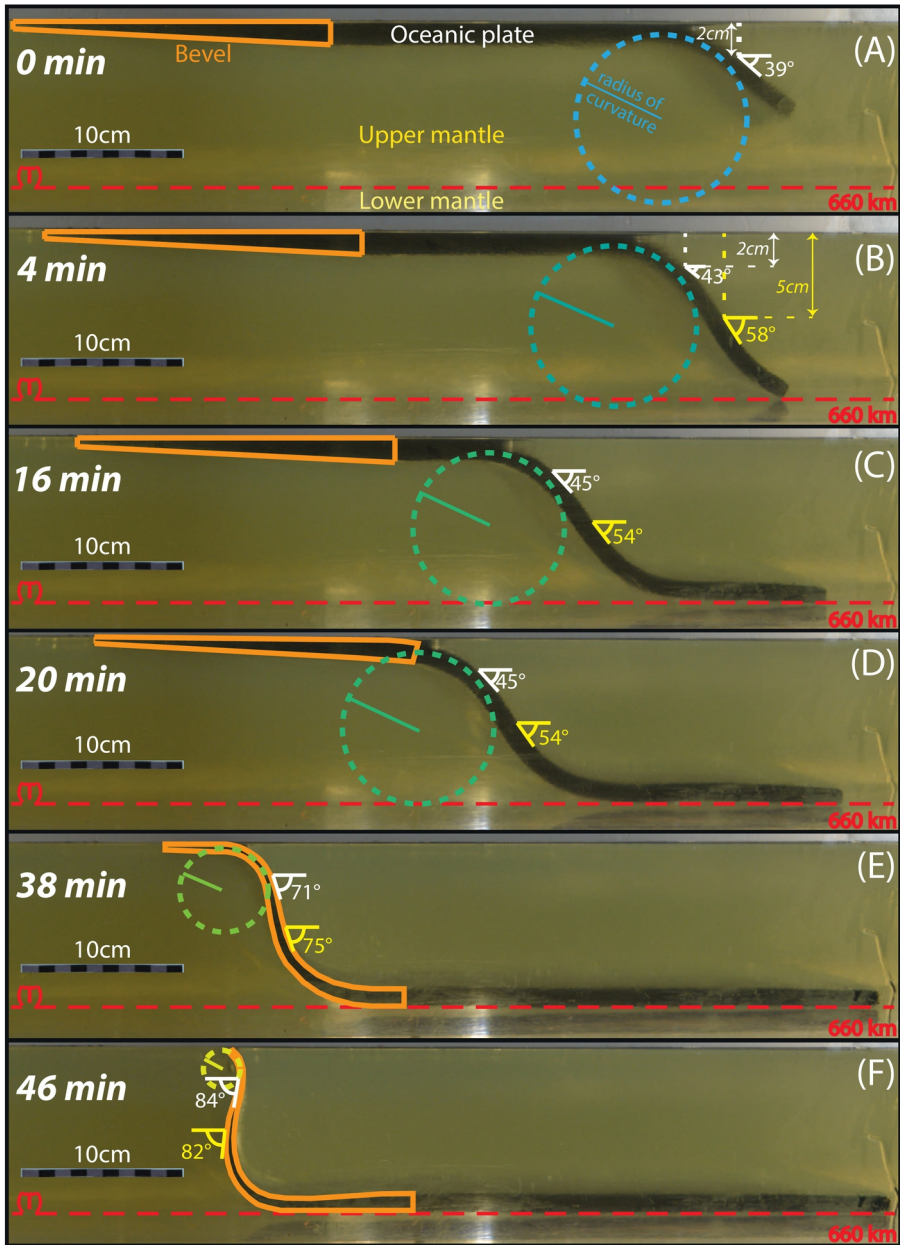 Bevel
Oceanic plate
2cm
(A)
0 min
39°
radius of
curvature
10cm
Upper mantle
Lower mantle
660 km
4 min
2cm
(B)
43°
5cm
58°
10cm
660 km
(C)
16 min
45°
54°
10cm
660 km
(D)
20 min
45°
54°
10cm
660 km
(E)
38 min
71°
75°
10cm
660 km
(F)
46 min
84°
82°
10cm
660 km